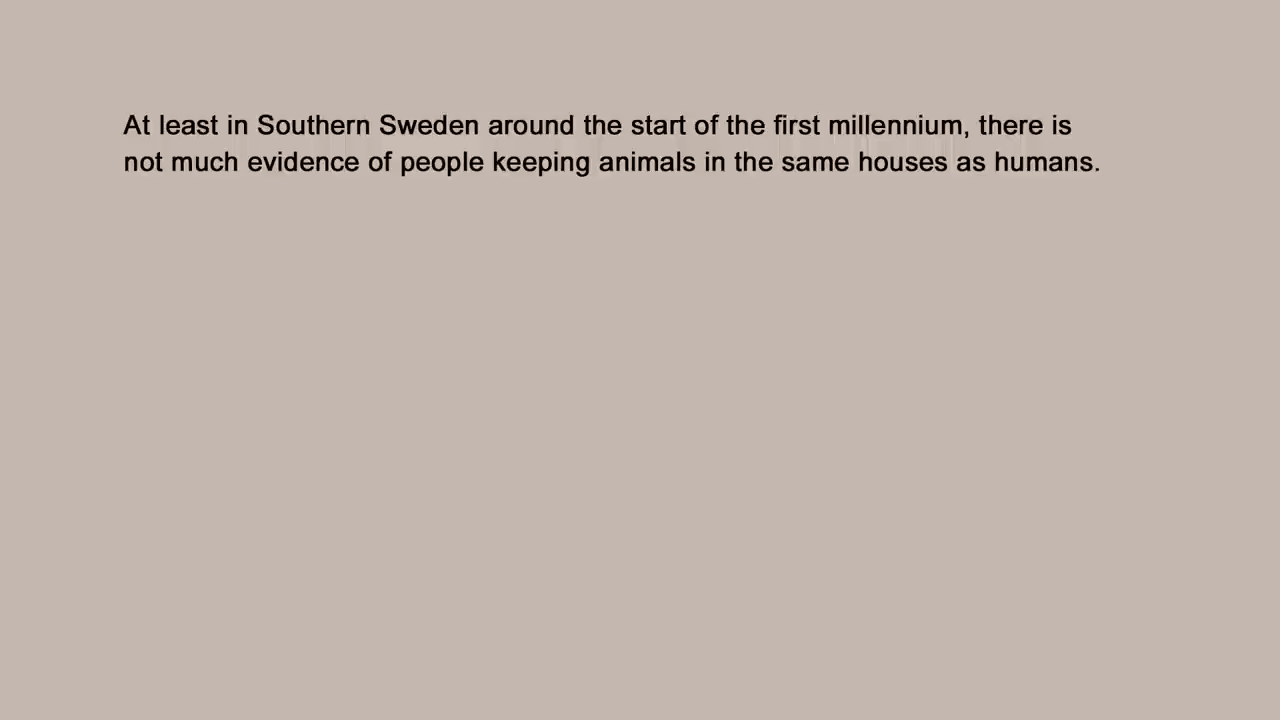 At least in Southern Sweden around the start of the first millennium, there is
not much evidence of people keeping animals in the same houses as humans.